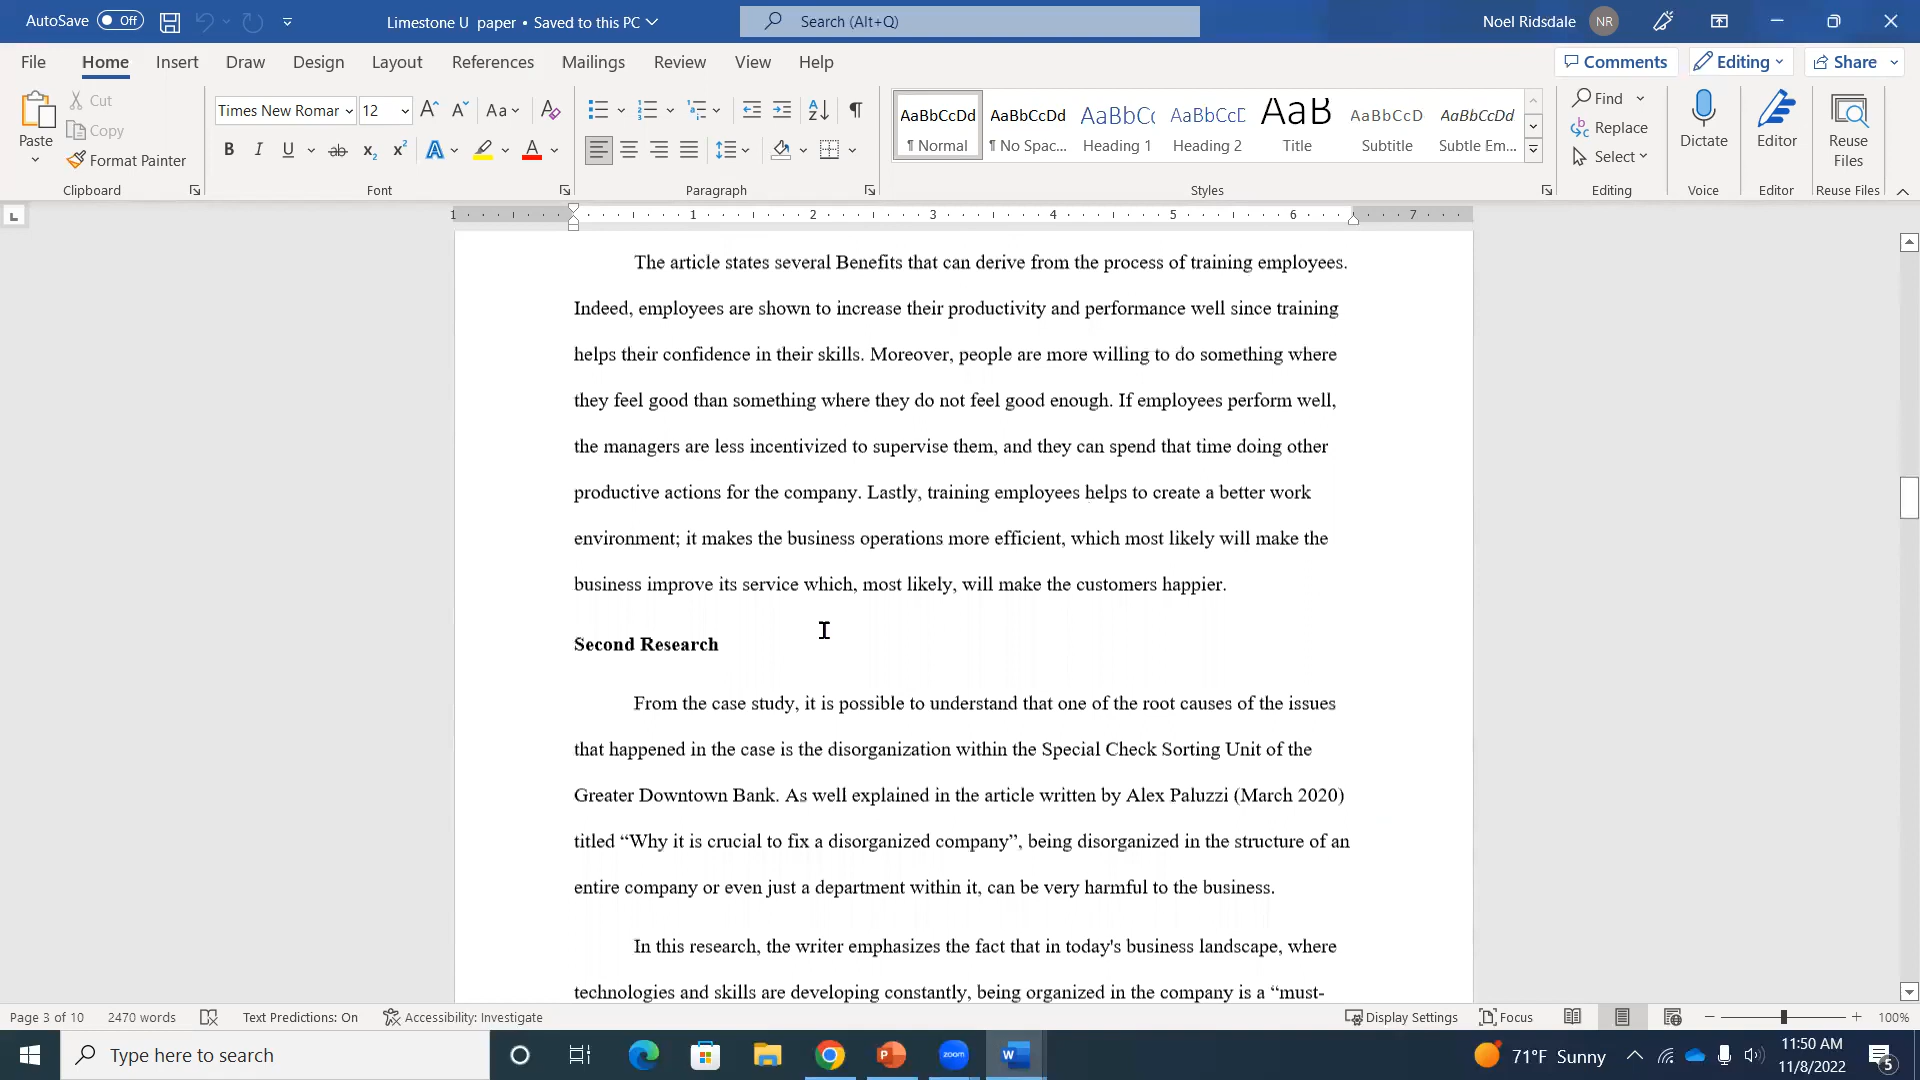 AutoSave Off Limestone U paper • Saved to this PC Search (Alt+Q) Noel Ridsdale NR
File Home Insert Draw Design Layout References Mailings Review View Help Comments Editing Share
Paste Cut Copy Format Painter
Clipboard
Times New Romar 12
Font
Paragraph
AaBbCcDd AaBbCcDd AaBbC( AaBbCcD AaB AaBbCcD AaBbCcDd
¶ Normal ¶ No Spac... Heading 1 Heading 2 Title Subtitle Subtle Em...
Styles
Find
Replace
Select
Editing
Dictate
Voice
Editor
Editor
Reuse Files
Reuse Files
1 1 2 3 4 5 6 7
The article states several Benefits that can derive from the process of training employees.
Indeed, employees are shown to increase their productivity and performance well since training
helps their confidence in their skills. Moreover, people are more willing to do something where
they feel good than something where they do not feel good enough. If employees perform well,
the managers are less incentivized to supervise them, and they can spend that time doing other
productive actions for the company. Lastly, training employees helps to create a better work
environment; it makes the business operations more efficient, which most likely will make the
business improve its service which, most likely, will make the customers happier.
Second Research
From the case study, it is possible to understand that one of the root causes of the issues
that happened in the case is the disorganization within the Special Check Sorting Unit of the
Greater Downtown Bank. As well explained in the article written by Alex Paluzzi (March 2020)
titled “Why it is crucial to fix a disorganized company”, being disorganized in the structure of an
entire company or even just a department within it, can be very harmful to the business.
In this research, the writer emphasizes the fact that in today's business landscape, where
technologies and skills are developing constantly, being organized in the company is a “must-
Page 3 of 10 2470 words Text Predictions: On Accessibility: Investigate Display Settings Focus 100%
Type here to search zoom 71°F Sunny 11:50 AM
11/8/2022 5